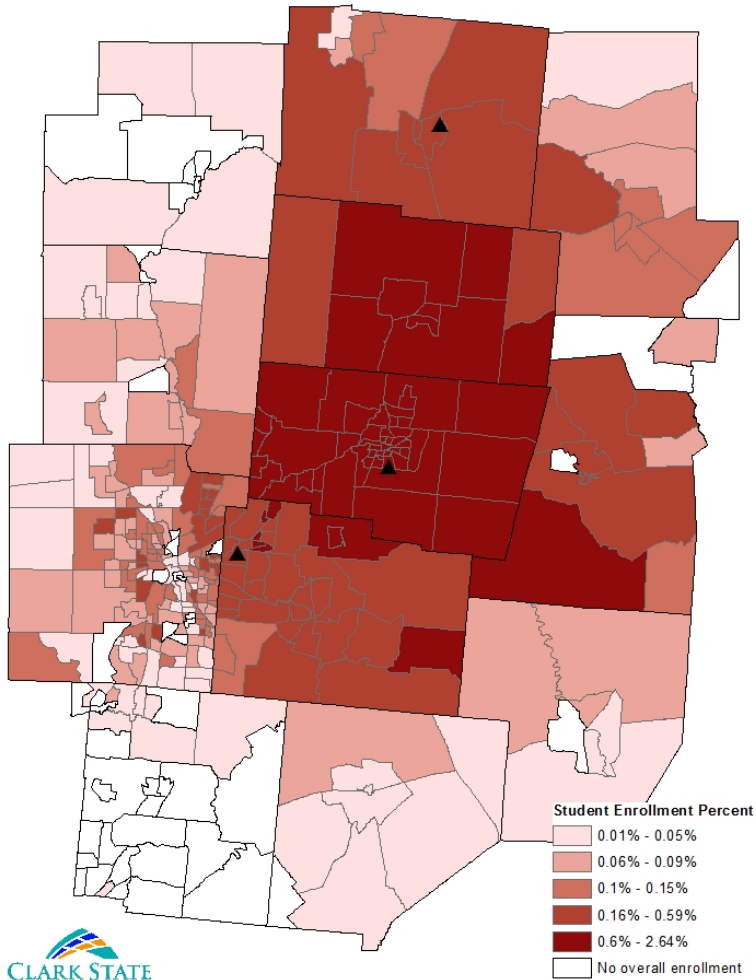 Student Enrollment Percent
0.01% - 0.05%
0.06% - 0.09%
0.1% - 0.15%
0.16% - 0.59%
0.6% - 2.64%
No overall enrollment
CLARK STATE